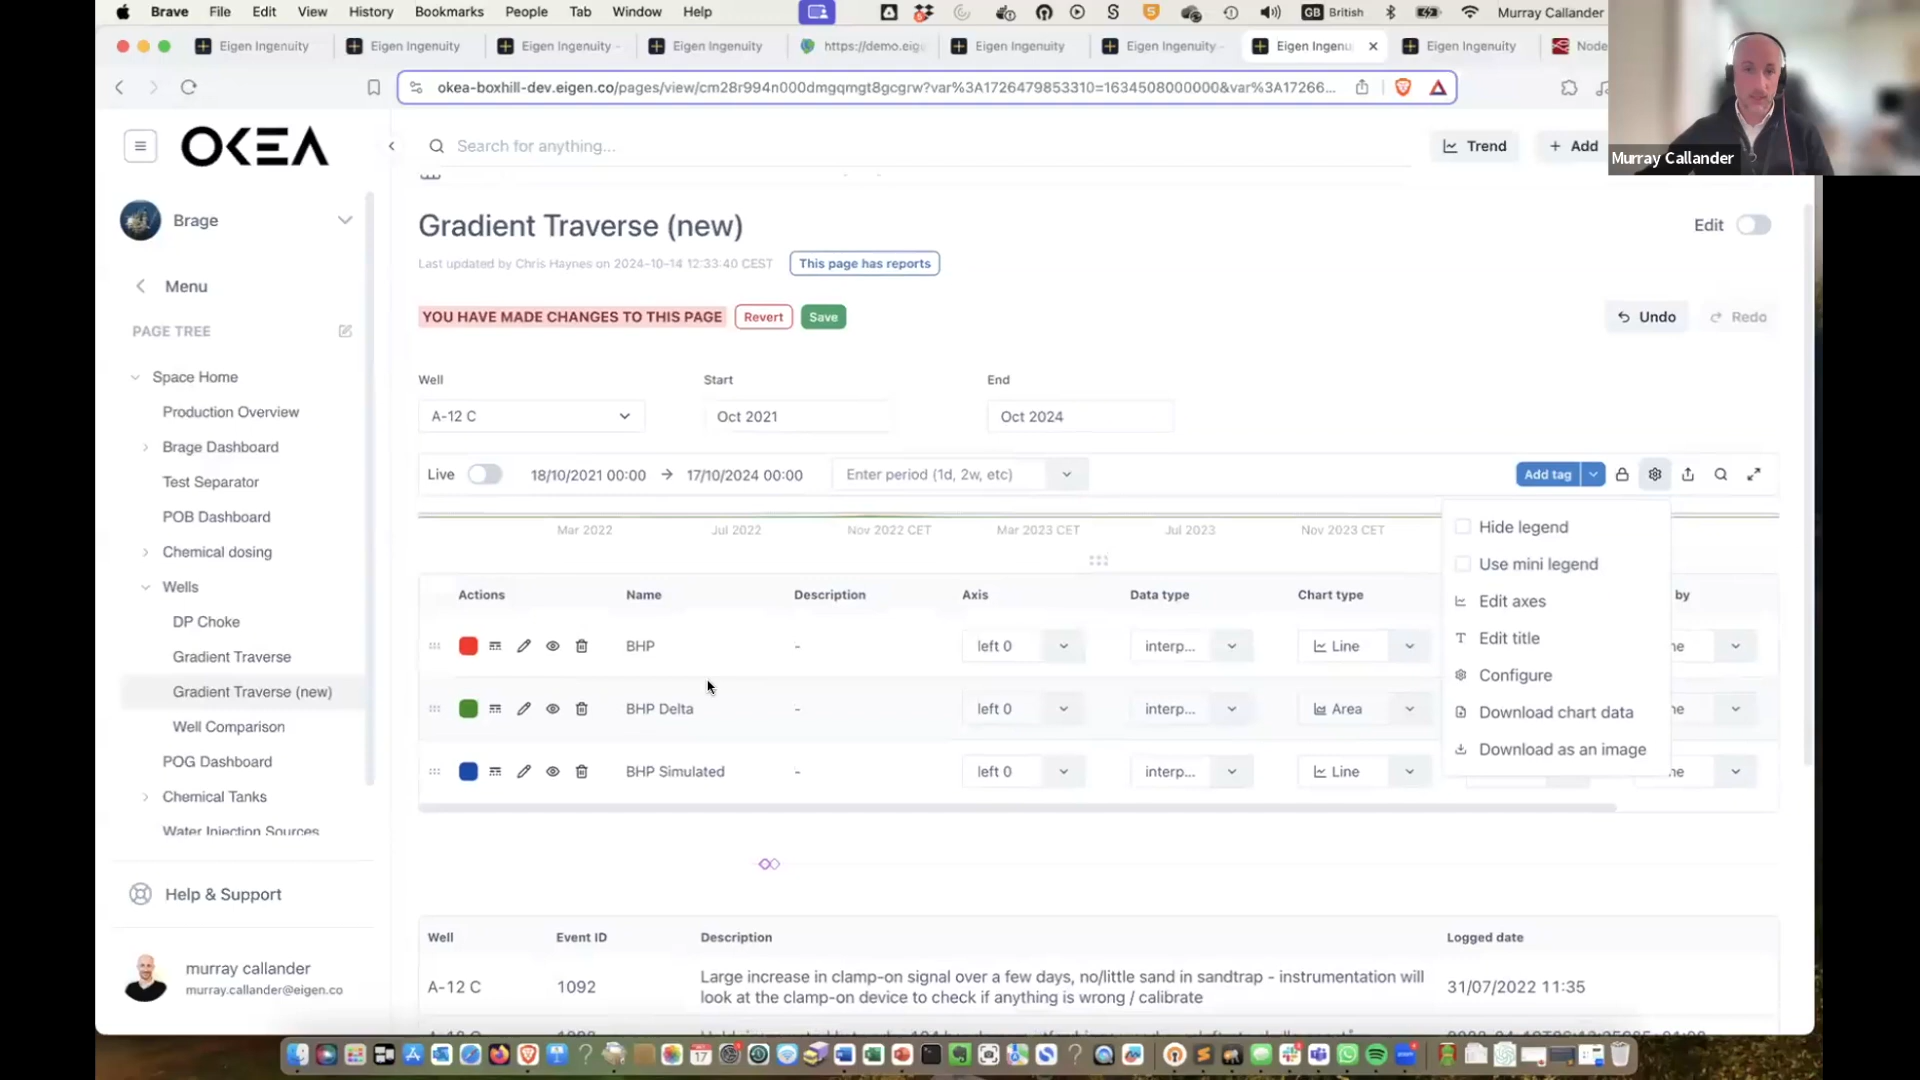 Brave File Edit View History Bookmarks People Tab Window Help GB British Murray Callander
Eigen Ingenuity Eigen Ingenuity Eigen Ingenuity - Eigen Ingenuity https://demo.eig Eigen Ingenuity Eigen Ingenuity - Eigen Ingenu Eigen Ingenuity Node
okea-boxhill-dev.eigen.co/pages/view/cm28r994n000dmgqmgt8gcgrw?var%3A1726479853310=1634508000000&var%3A17266...
Murray Callander
OKEA
Search for anything...
Trend
+ Add
Brage
Menu
PAGE TREE
Space Home
Production Overview
Brage Dashboard
Test Separator
POB Dashboard
Chemical dosing
Wells
DP Choke
Gradient Traverse
Gradient Traverse (new)
Well Comparison
POG Dashboard
Chemical Tanks
Water Injection Sources
Help & Support
murray callander
murray.callander@eigen.co
Gradient Traverse (new)
Edit
Last updated by Chris Haynes on 2024-10-14 12:33:40 CEST
This page has reports
YOU HAVE MADE CHANGES TO THIS PAGE Revert Save
Undo Redo
Well Start End
A-12 C Oct 2021 Oct 2024
Live 18/10/2021 00:00 → 17/10/2024 00:00 Enter period (1d, 2w, etc) Add tag
Mar 2022 Jul 2022 Nov 2022 CET Mar 2023 CET Jul 2023 Nov 2023 CET
Hide legend
Use mini legend
Edit axes
Edit title
Configure
Download chart data
Download as an image
Actions Name Description Axis Data type Chart type by
BHP - left 0 interp... Line ne
BHP Delta - left 0 interp... Area ne
BHP Simulated - left 0 interp... Line ne
Well Event ID Description Logged date
A-12 C 1092 Large increase in clamp-on signal over a few days, no/little sand in sandtrap - instrumentation will look at the clamp-on device to check if anything is wrong / calibrate 31/07/2022 11:35